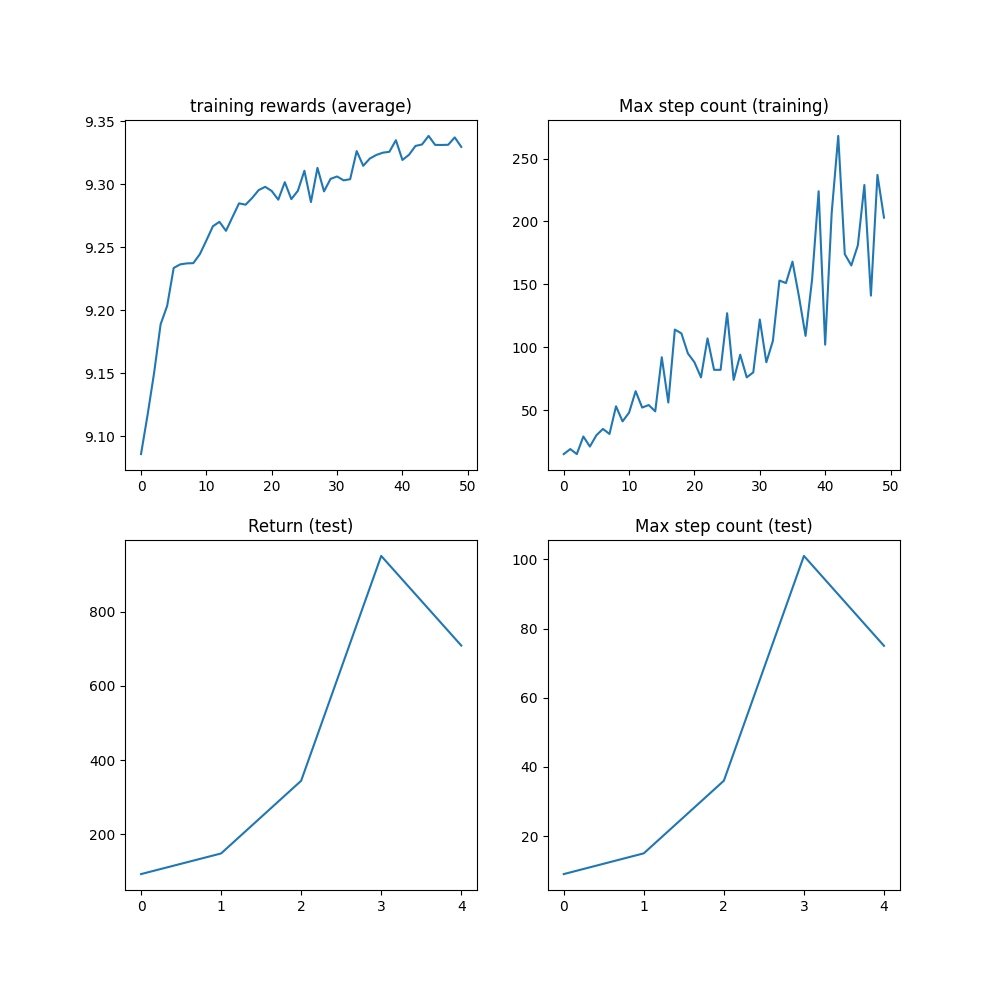 training rewards (average)
9.35
9.30
9.25
9.20
9.15
9.10
0 10 20 30 40 50
Max step count (training)
250
200
150
100
50
0 10 20 30 40 50
Return (test)
800
600
400
200
0 1 2 3 4
Max step count (test)
100
80
60
40
20
0 1 2 3 4